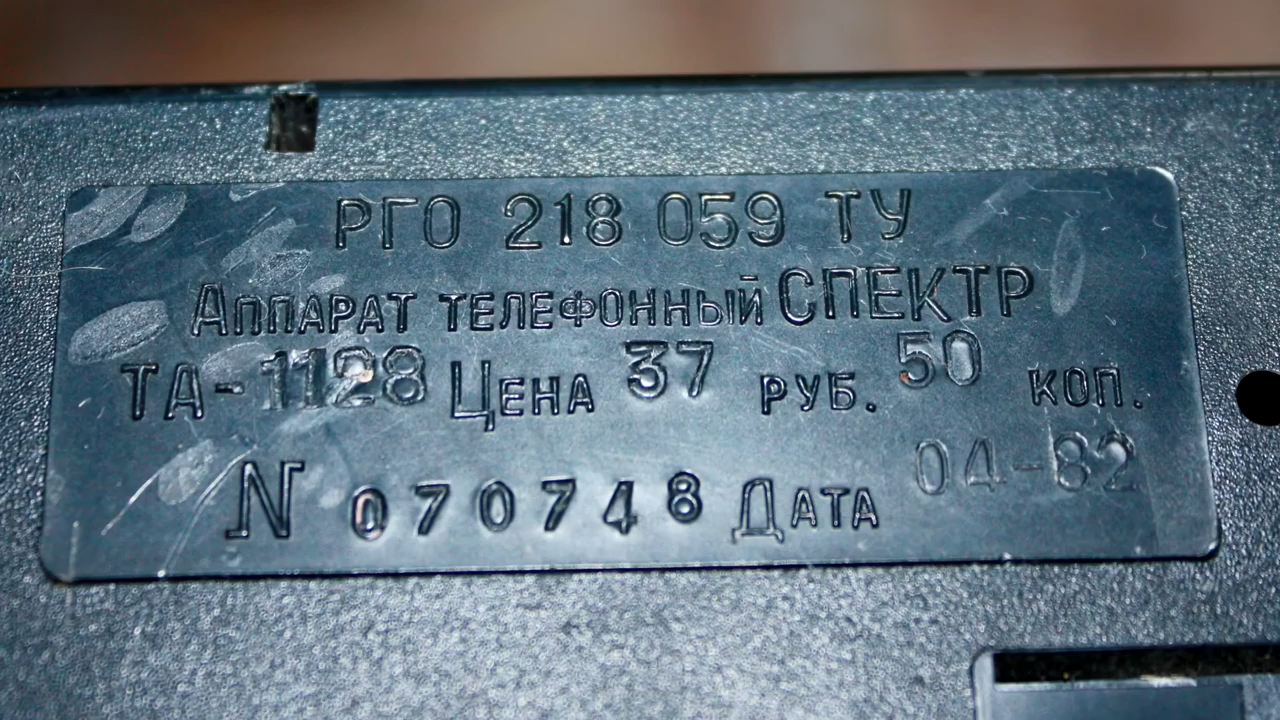 РГО 218 059 ТУ
Аппарат телефонный СПЕКТР
ТА-1128 Цена 37 руб. 50 коп.
N 070748 Дата 04-82